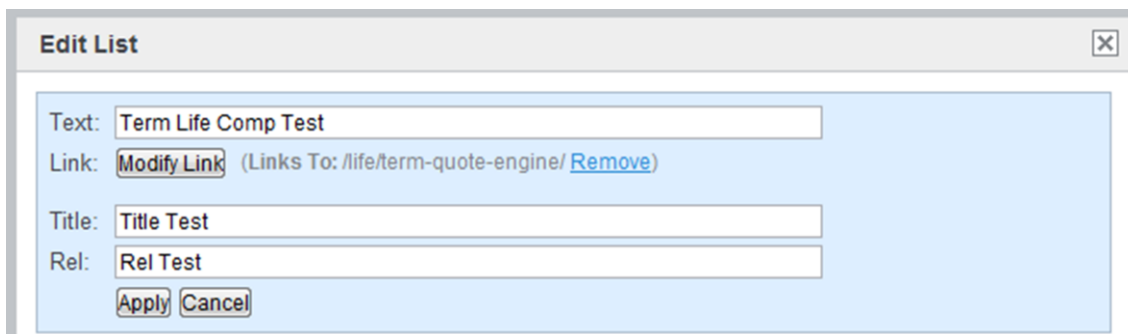 Edit List
Text: Term Life Comp Test
Link: Modify Link (Links To: /life/term-quote-engine/ Remove)
Title: Title Test
Rel: Rel Test
Apply Cancel